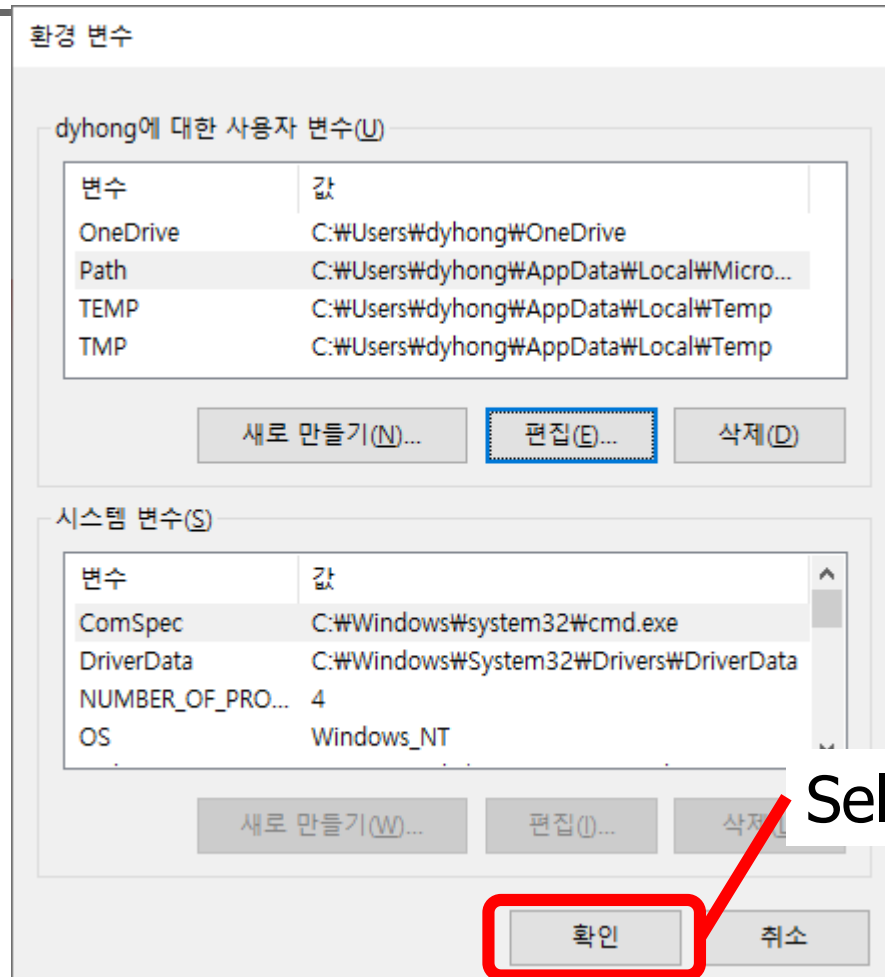 환경 변수
dyhong에 대한 사용자 변수(U)
변수 값
OneDrive C:₩Users₩dyhong₩OneDrive
Path C:₩Users₩dyhong₩AppData₩Local₩Micro...
TEMP C:₩Users₩dyhong₩AppData₩Local₩Temp
TMP C:₩Users₩dyhong₩AppData₩Local₩Temp
새로 만들기(N)... 편집(E)... 삭제(D)
시스템 변수(S)
변수 값
ComSpec C:₩Windows₩system32₩cmd.exe
DriverData C:₩Windows₩System32₩Drivers₩DriverData
NUMBER_OF_PRO... 4
OS Windows_NT
새로 만들기(W)... 편집(I)... 삭제
확인 취소